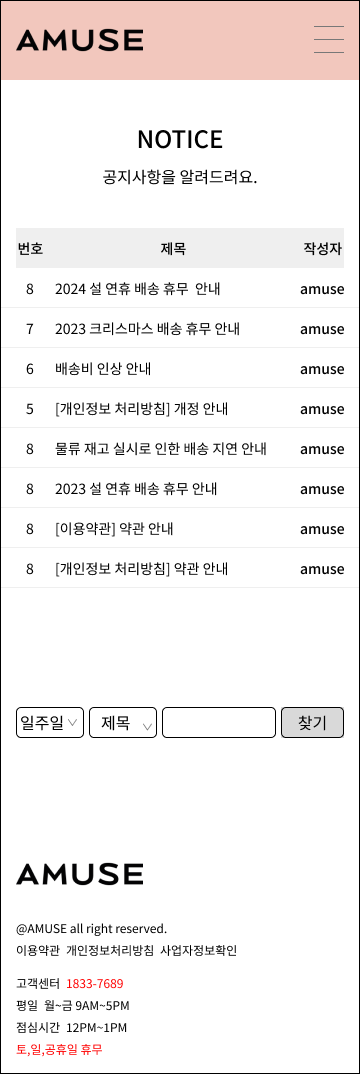 AMUSE
NOTICE
공지사항을 알려드려요.
번호 제목 작성자
8 2024 설 연휴 배송 휴무 안내 amuse
7 2023 크리스마스 배송 휴무 안내 amuse
6 배송비 인상 안내 amuse
5 [개인정보 처리방침] 개정 안내 amuse
8 물류 재고 실시로 인한 배송 지연 안내 amuse
8 2023 설 연휴 배송 휴무 안내 amuse
8 [이용약관] 약관 안내 amuse
8 [개인정보 처리방침] 약관 안내 amuse
일주일 제목 찾기
AMUSE
@AMUSE all right reserved.
이용약관 개인정보처리방침 사업자정보확인
고객센터 1833-7689
평일 월~금 9AM~5PM
점심시간 12PM~1PM
토,일,공휴일 휴무